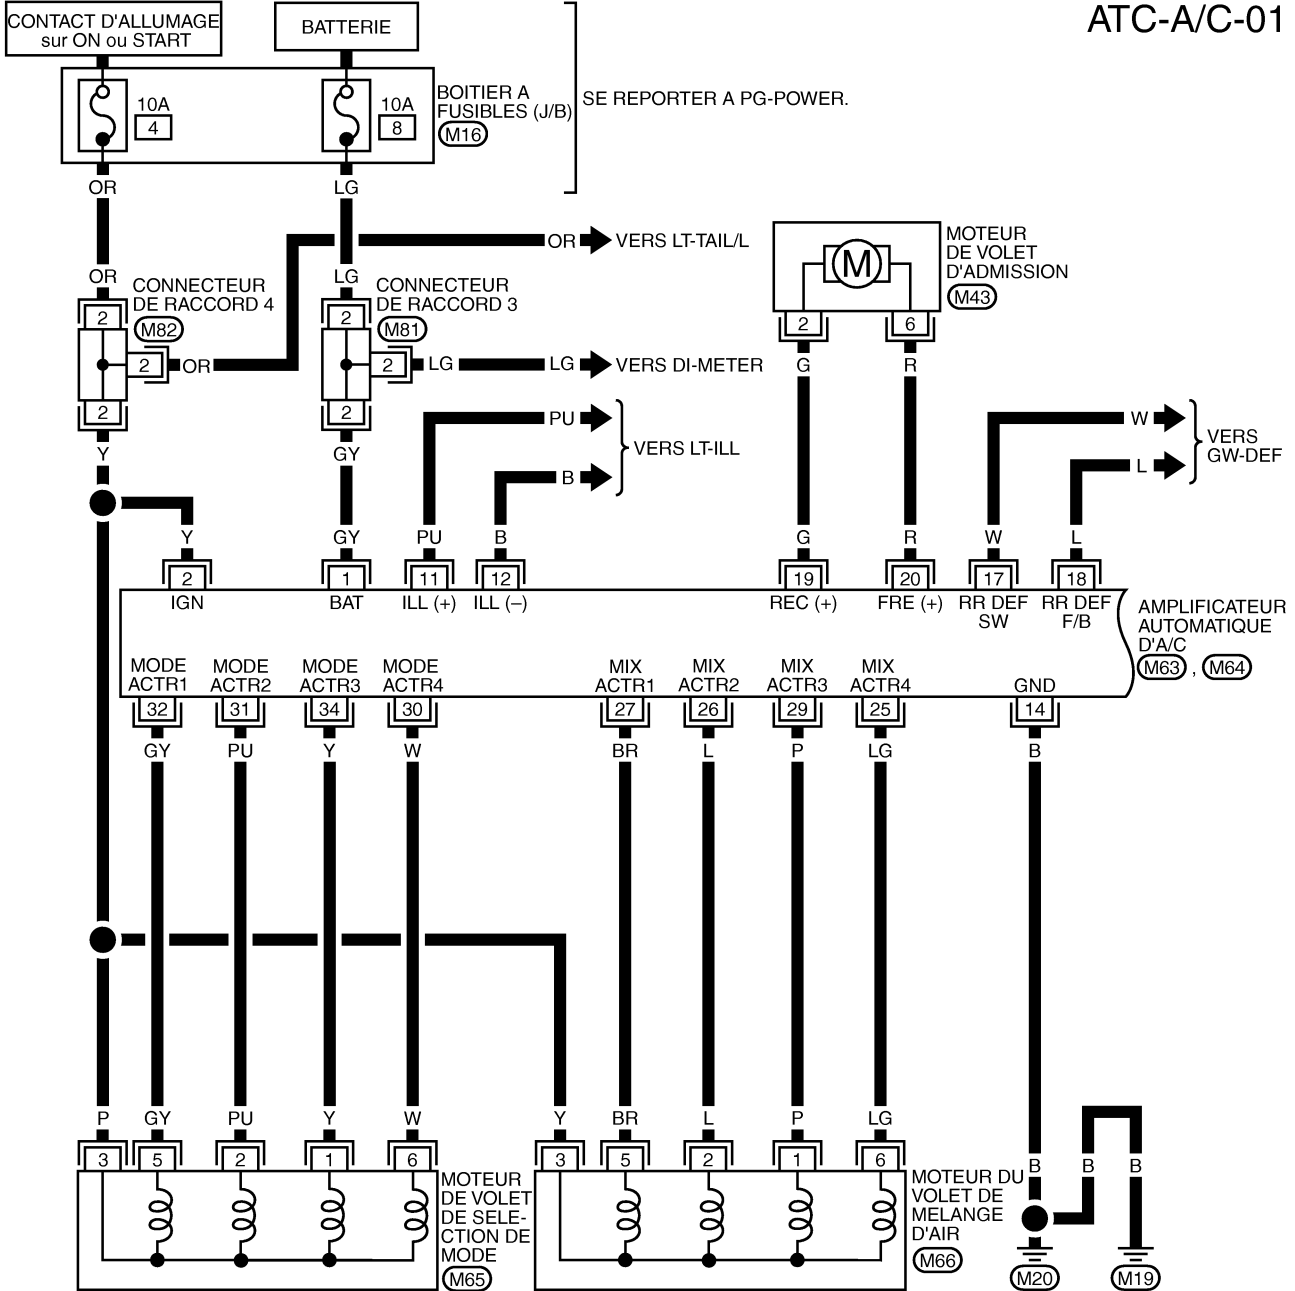 ATC-A/C-01
CONTACT D'ALLUMAGE
sur ON ou START
BATTERIE
10A
4
10A
8
BOITIER A
FUSIBLES (J/B)
M16
SE REPORTER A PG-POWER.
OR
LG
OR
VERS LT-TAIL/L
MOTEUR
DE VOLET
D'ADMISSION
M43
M
OR
LG
CONNECTEUR
DE RACCORD 4
M82
CONNECTEUR
DE RACCORD 3
M81
2
2
2
6
2
OR
2
LG
LG
VERS DI-METER
G
R
2
2
PU
VERS LT-ILL
B
W
VERS
GW-DEF
L
Y
GY
Y
GY
PU
B
G
R
W
L
2
1
11
12
19
20
17
18
IGN
BAT
ILL (+)
ILL (–)
REC (+)
FRE (+)
RR DEF
SW
RR DEF
F/B
AMPLIFICATEUR
AUTOMATIQUE
D'A/C
M63 , M64
MODE
ACTR1
MODE
ACTR2
MODE
ACTR3
MODE
ACTR4
MIX
ACTR1
MIX
ACTR2
MIX
ACTR3
MIX
ACTR4
GND
32
31
34
30
27
26
29
25
14
GY
PU
Y
W
BR
L
P
LG
B
P
GY
PU
Y
W
Y
BR
L
P
LG
3
5
2
1
6
3
5
2
1
6
B
B
B
MOTEUR
DE VOLET
DE SELE-
CTION DE
MODE
M65
MOTEUR DU
VOLET DE
MELANGE
D'AIR
M66
M20
M19